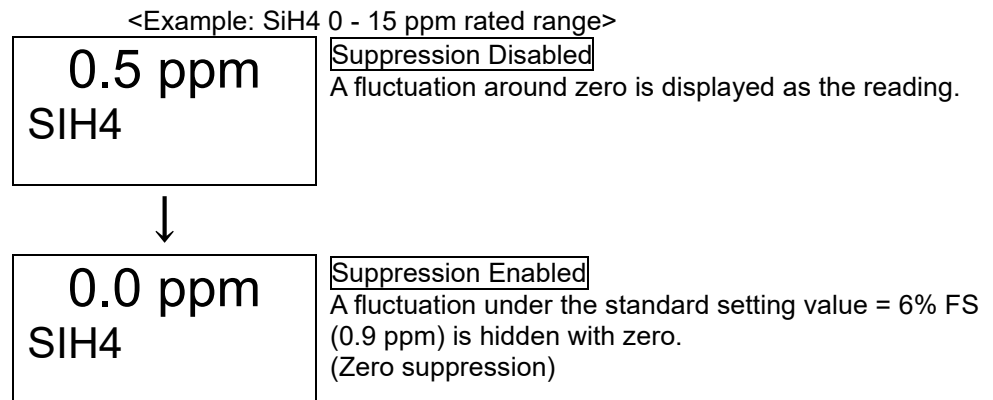 <Example: SiH4 0 - 15 ppm rated range>
0.5 ppm
SIH4
Suppression Disabled
A fluctuation around zero is displayed as the reading.
↓
0.0 ppm
SIH4
Suppression Enabled
A fluctuation under the standard setting value = 6% FS
(0.9 ppm) is hidden with zero.
(Zero suppression)